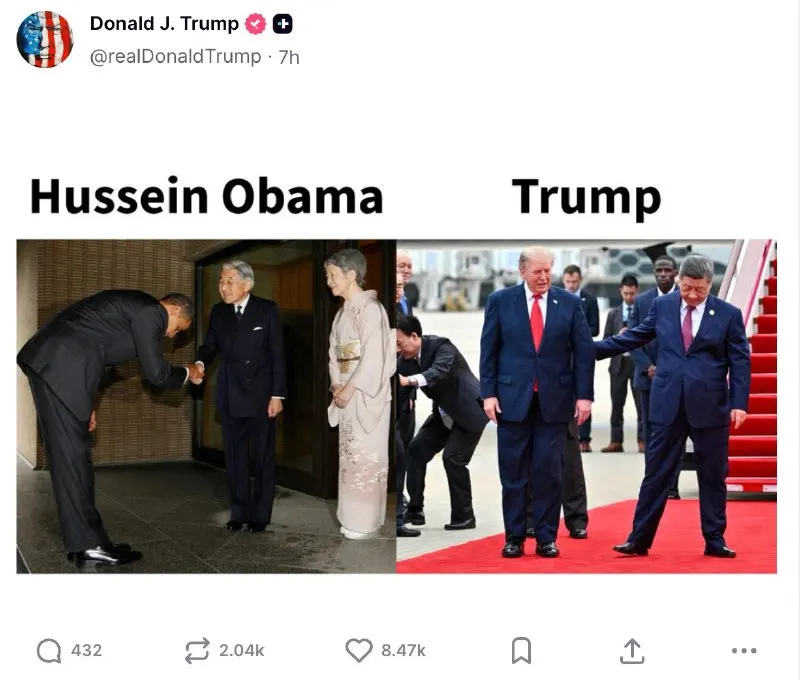 Donald J. Trump
@realDonaldTrump · 7h
Hussein Obama
Trump
432
2.04k
8.47k